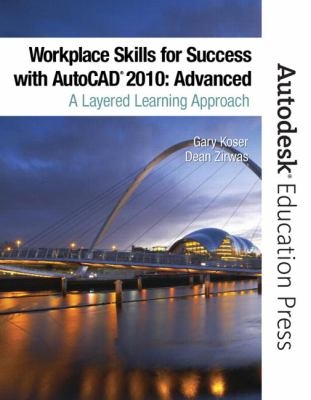 Workplace Skills for Success
with AutoCAD® 2010: Advanced
A Layered Learning Approach
Gary Koser
Dean Zirwas
Autodesk® Education Press